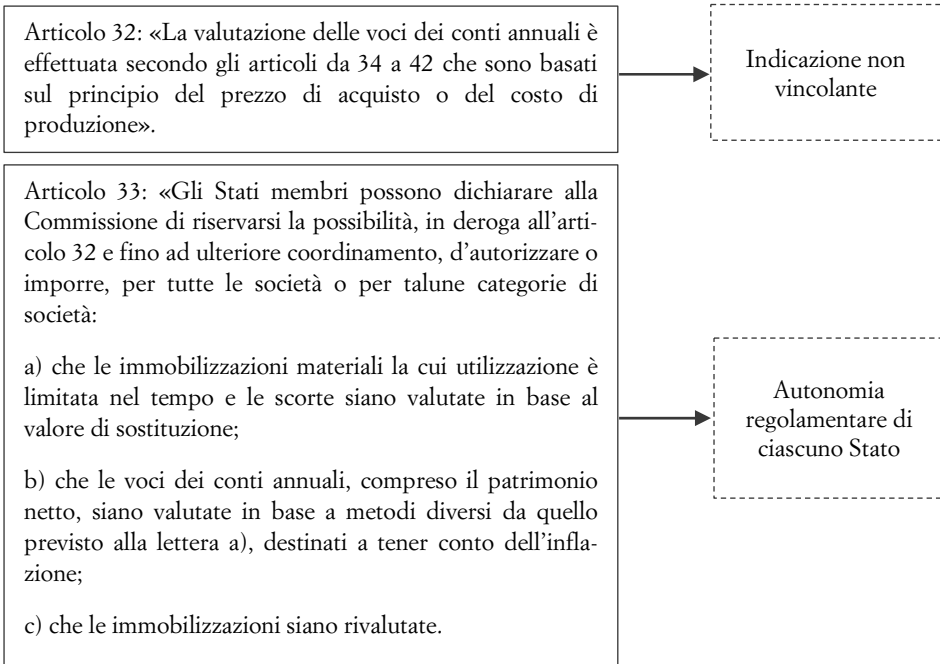 Articolo 32: «La valutazione delle voci dei conti annuali è
effettuata secondo gli articoli da 34 a 42 che sono basati
sul principio del prezzo di acquisto o del costo di
produzione».
Indicazione non
vincolante
Articolo 33: «Gli Stati membri possono dichiarare alla
Commissione di riservarsi la possibilità, in deroga all'arti-
colo 32 e fino ad ulteriore coordinamento, d'autorizzare o
imporre, per tutte le società o per talune categorie di
società:
a) che le immobilizzazioni materiali la cui utilizzazione è
limitata nel tempo e le scorte siano valutate in base al
valore di sostituzione;
b) che le voci dei conti annuali, compreso il patrimonio
netto, siano valutate in base a metodi diversi da quello
previsto alla lettera a), destinati a tener conto dell'infla-
zione;
c) che le immobilizzazioni siano rivalutate.
Autonomia
regolamentare di
ciascuno Stato